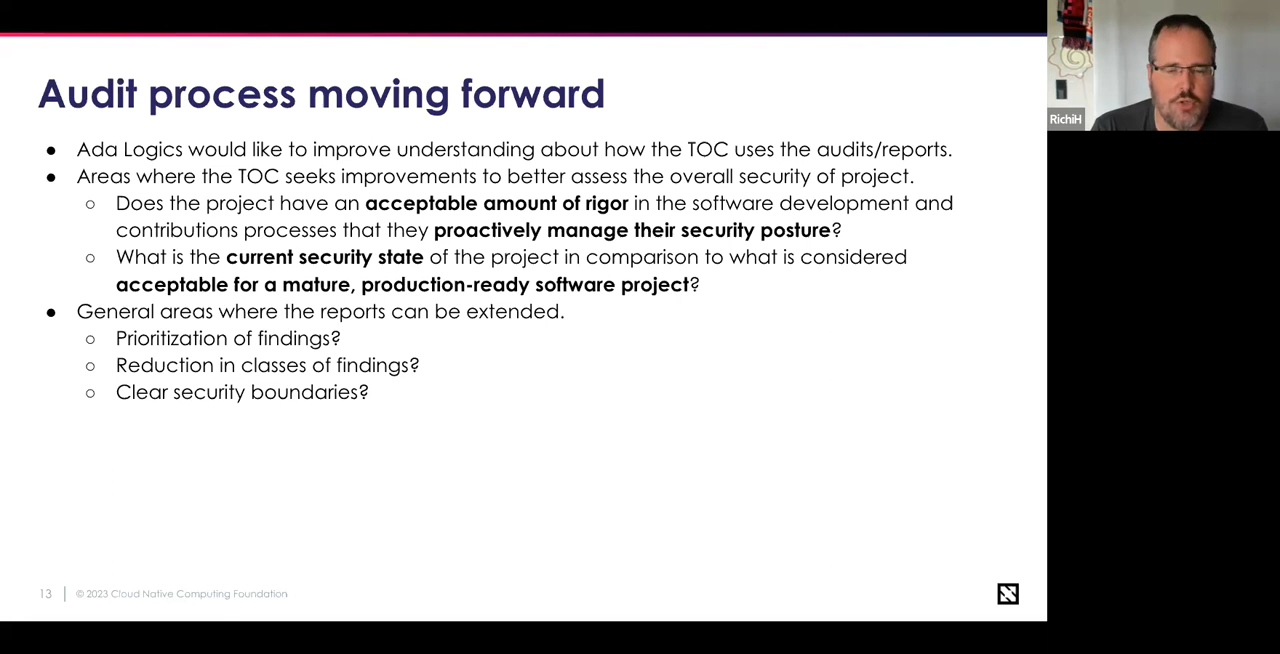 Audit process moving forward
RichiH
● Ada Logics would like to improve understanding about how the TOC uses the audits/reports.
● Areas where the TOC seeks improvements to better assess the overall security of project.
○ Does the project have an acceptable amount of rigor in the software development and
contributions processes that they proactively manage their security posture?
○ What is the current security state of the project in comparison to what is considered
acceptable for a mature, production-ready software project?
● General areas where the reports can be extended.
○ Prioritization of findings?
○ Reduction in classes of findings?
○ Clear security boundaries?
13 | © 2023 Cloud Native Computing Foundation